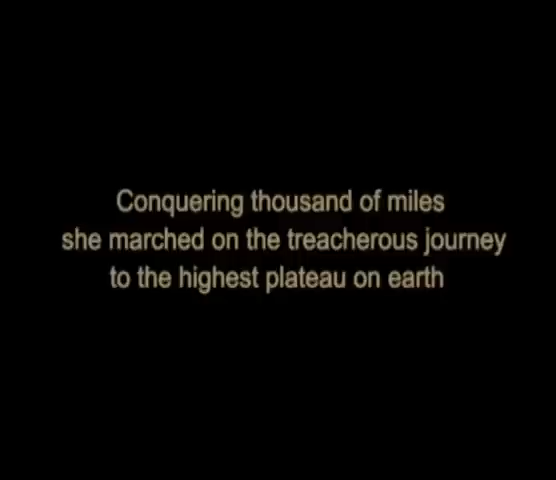 Conquering thousand of miles
she marched on the treacherous journey
to the highest plateau on earth